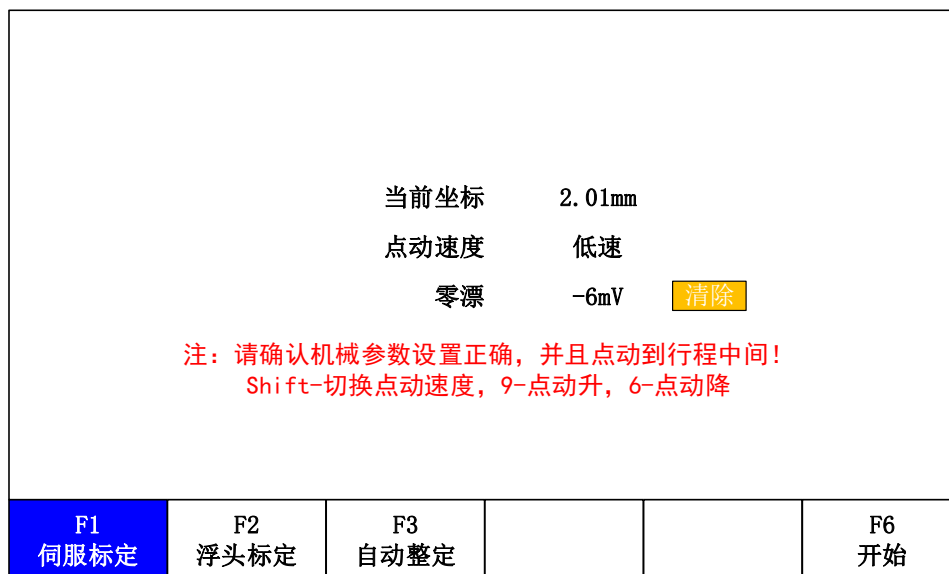 当前坐标 2.01mm
点动速度 低速
零漂 -6mV 清除
注：请确认机械参数设置正确，并且点动到行程中间！
Shift-切换点动速度，9-点动升，6-点动降
F1 F2 F3 F6
伺服标定 浮头标定 自动整定 开始